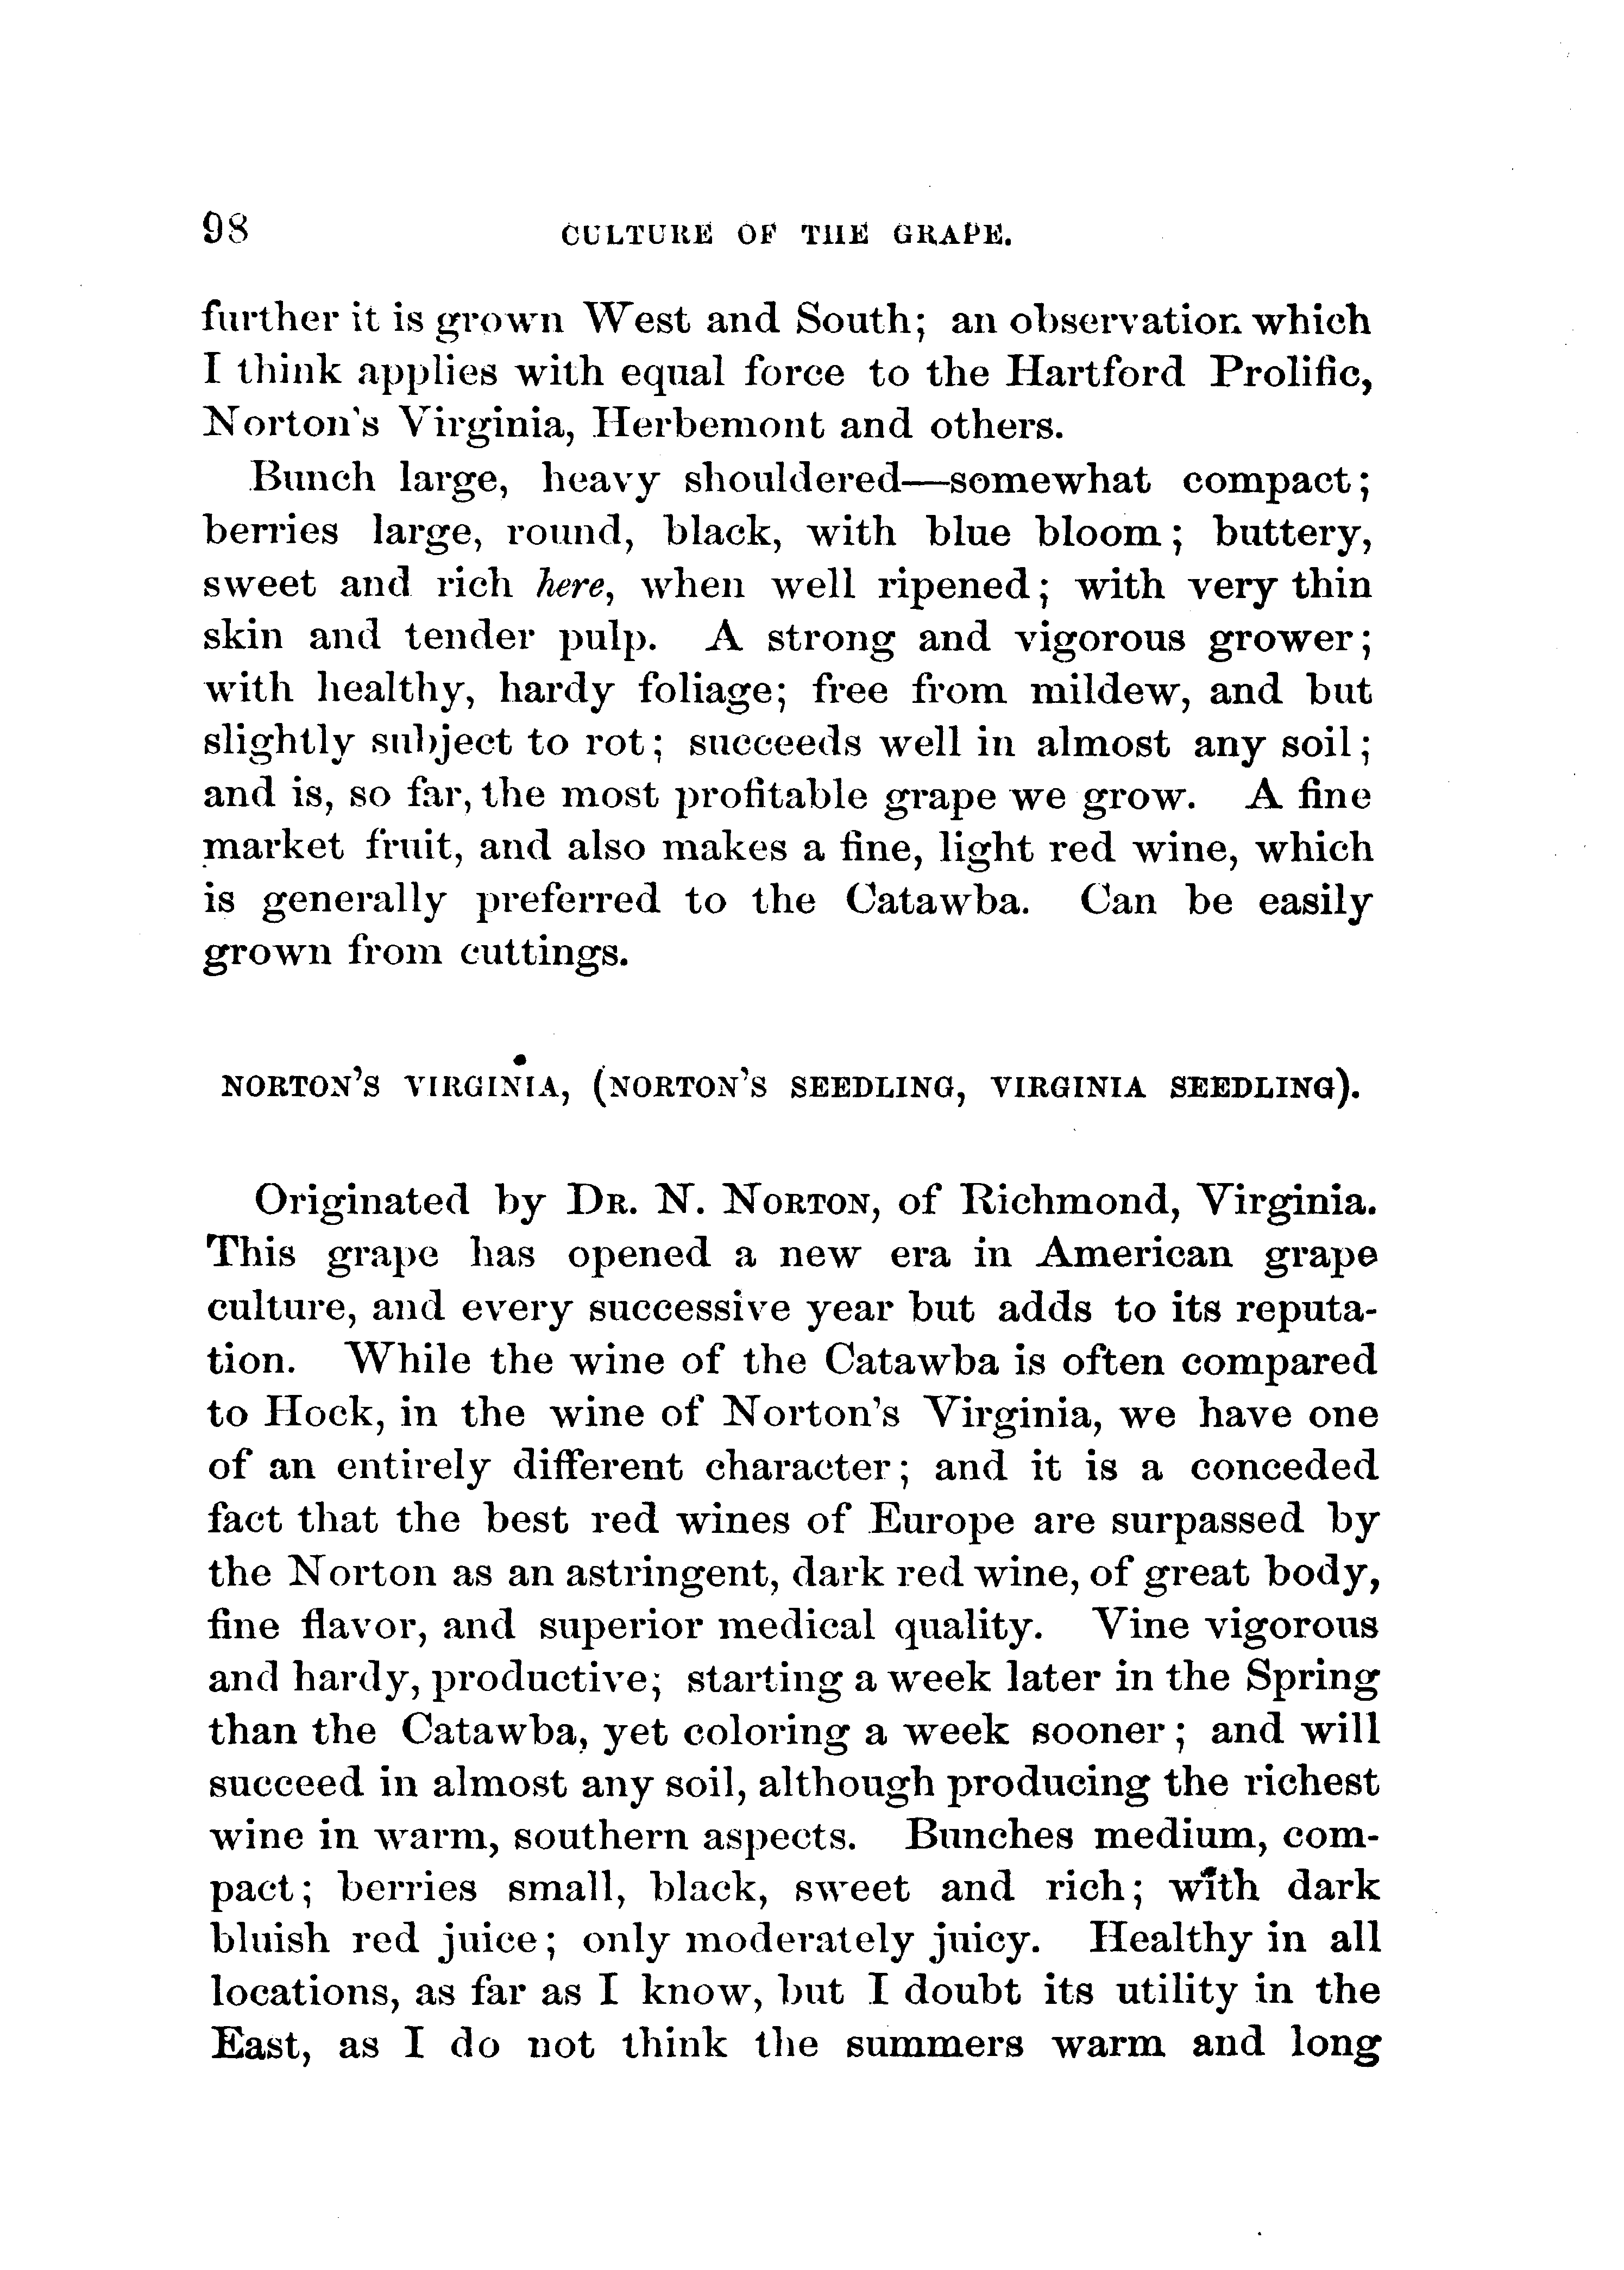 98 CULTURE OF THE GRAPE.
further it is grown West and South; an observation which
I think applies with equal force to the Hartford Prolific,
Norton's Virginia, Herbemont and others.
Bunch large, heavy shouldered—somewhat compact;
berries large, round, black, with blue bloom; buttery,
sweet and rich here, when well ripened; with very thin
skin and tender pulp. A strong and vigorous grower;
with healthy, hardy foliage; free from mildew, and but
slightly subject to rot; succeeds well in almost any soil;
and is, so far, the most profitable grape we grow. A fine
market fruit, and also makes a fine, light red wine, which
is generally preferred to the Catawba. Can be easily
grown from cuttings.
NORTON'S VIRGINIA, (NORTON'S SEEDLING, VIRGINIA SEEDLING).
Originated by DR. N. NORTON, of Richmond, Virginia.
This grape has opened a new era in American grape
culture, and every successive year but adds to its reputa-
tion. While the wine of the Catawba is often compared
to Hock, in the wine of Norton's Virginia, we have one
of an entirely different character; and it is a conceded
fact that the best red wines of Europe are surpassed by
the Norton as an astringent, dark red wine, of great body,
fine flavor, and superior medical quality. Vine vigorous
and hardy, productive; starting a week later in the Spring
than the Catawba, yet coloring a week sooner; and will
succeed in almost any soil, although producing the richest
wine in warm, southern aspects. Bunches medium, com-
pact; berries small, black, sweet and rich; with dark
bluish red juice; only moderately juicy. Healthy in all
locations, as far as I know, but I doubt its utility in the
East, as I do not think the summers warm and long